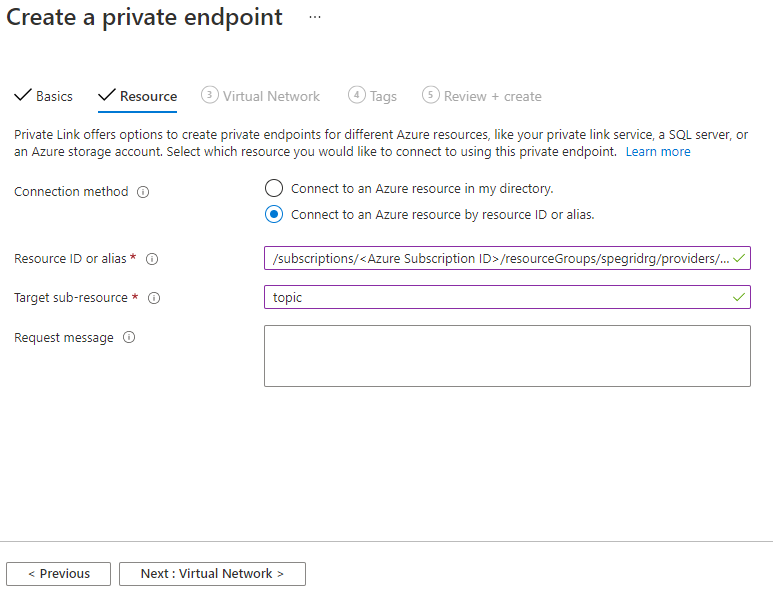 Create a private endpoint ...
Basics Resource 3 Virtual Network 4 Tags 5 Review + create
Private Link offers options to create private endpoints for different Azure resources, like your private link service, a SQL server, or
an Azure storage account. Select which resource you would like to connect to using this private endpoint. Learn more
Connection method
Connect to an Azure resource in my directory.
Connect to an Azure resource by resource ID or alias.
Resource ID or alias * /subscriptions/<Azure Subscription ID>/resourceGroups/spegridrg/providers/...
Target sub-resource * topic
Request message
< Previous Next : Virtual Network >